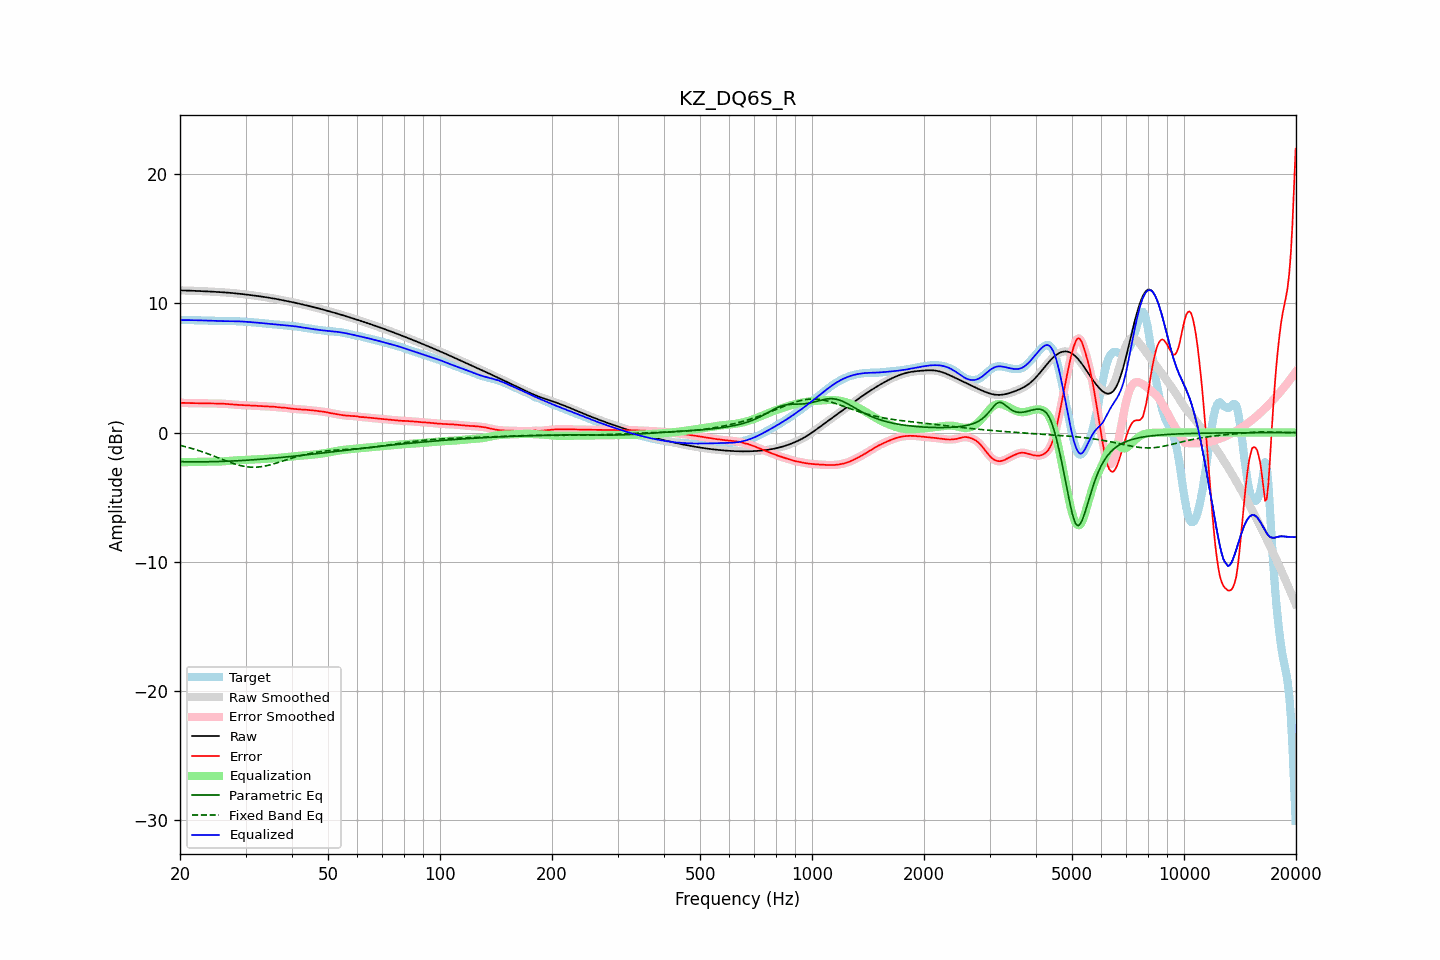 KZ_DQ6S_R
Amplitude (dBr)
20
10
0
−10
−20
−30
Target
Raw Smoothed
Error Smoothed
Raw
Error
Equalization
Parametric Eq
Fixed Band Eq
Equalized
20 50 100 200 500 1000 2000 5000 10000 20000
Frequency (Hz)